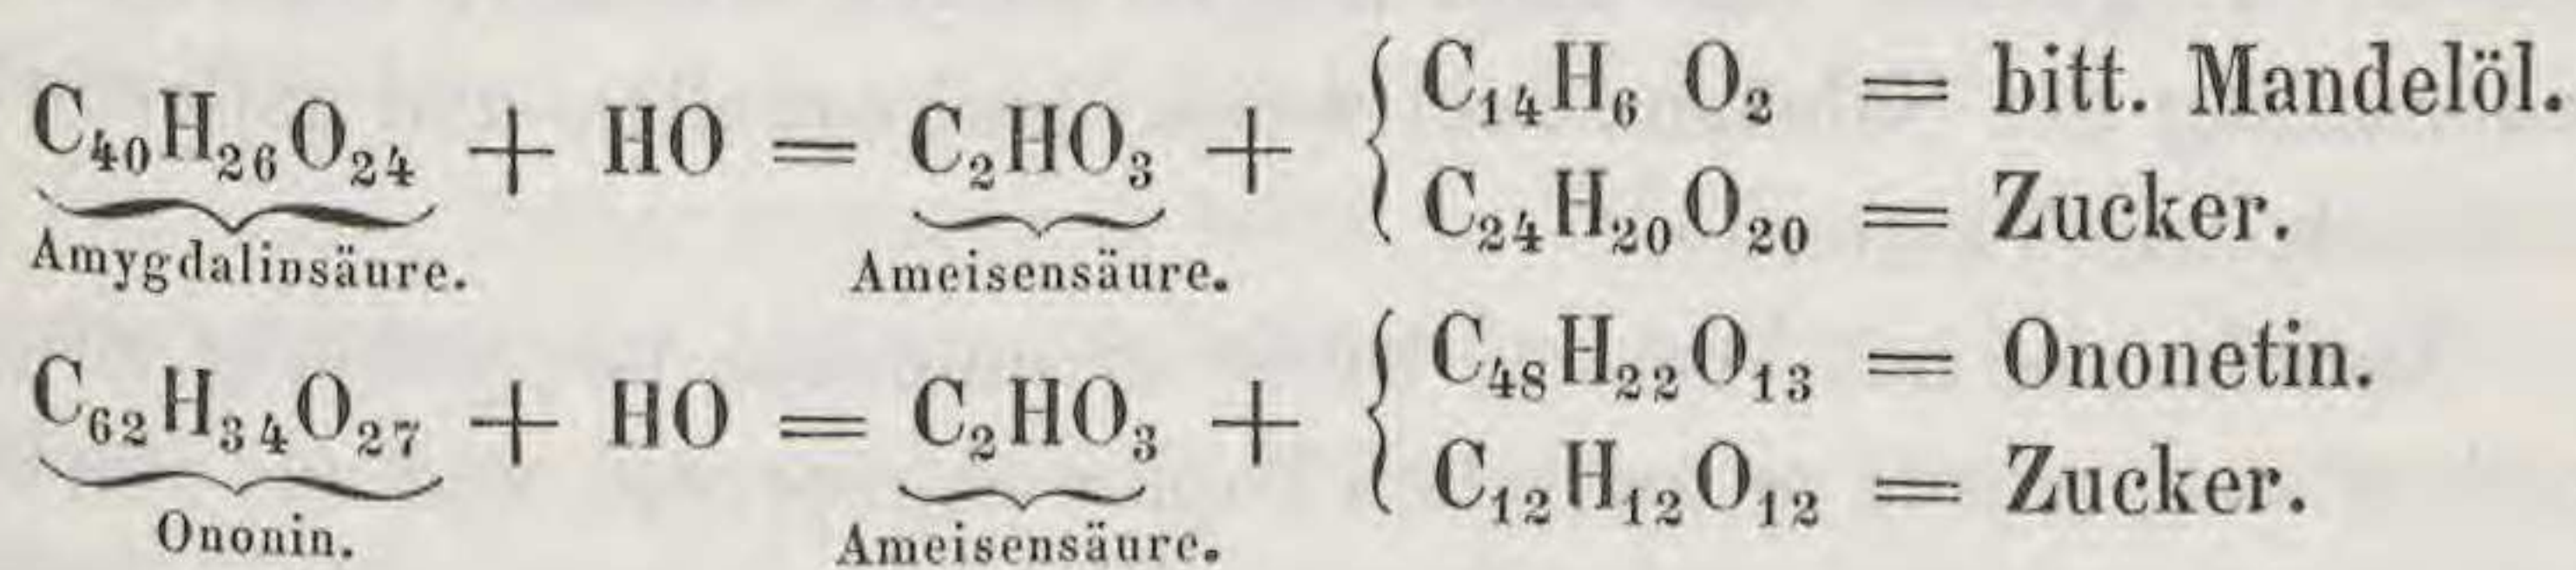 C₁₄H₆ O₂ = bitt. Mandelöl.
C₄₀H₂₆O₂₄ + HO = C₂HO₃ + {
C₂₄H₂₀O₂₀ = Zucker.
Amygdalinsäure. Ameisensäure.
C₄₈H₂₂O₁₃ = Ononetin.
C₆₂H₃₄O₂₇ + HO = C₂HO₃ + {
C₁₂H₁₂O₁₂ = Zucker.
Ononin. Ameisensäure.